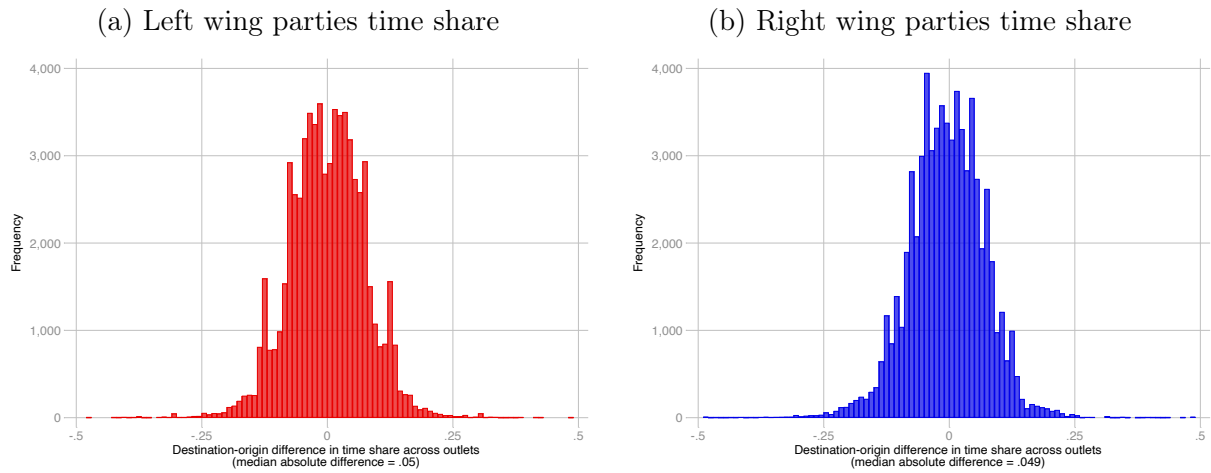 (a) Left wing parties time share
4,000
3,000
2,000
1,000
0
Frequency
-.5
-.25
0
.25
.5
Destination-origin difference in time share across outlets
(median absolute difference = .05)
(b) Right wing parties time share
4,000
3,000
2,000
1,000
0
Frequency
-.5
-.25
0
.25
.5
Destination-origin difference in time share across outlets
(median absolute difference = .049)